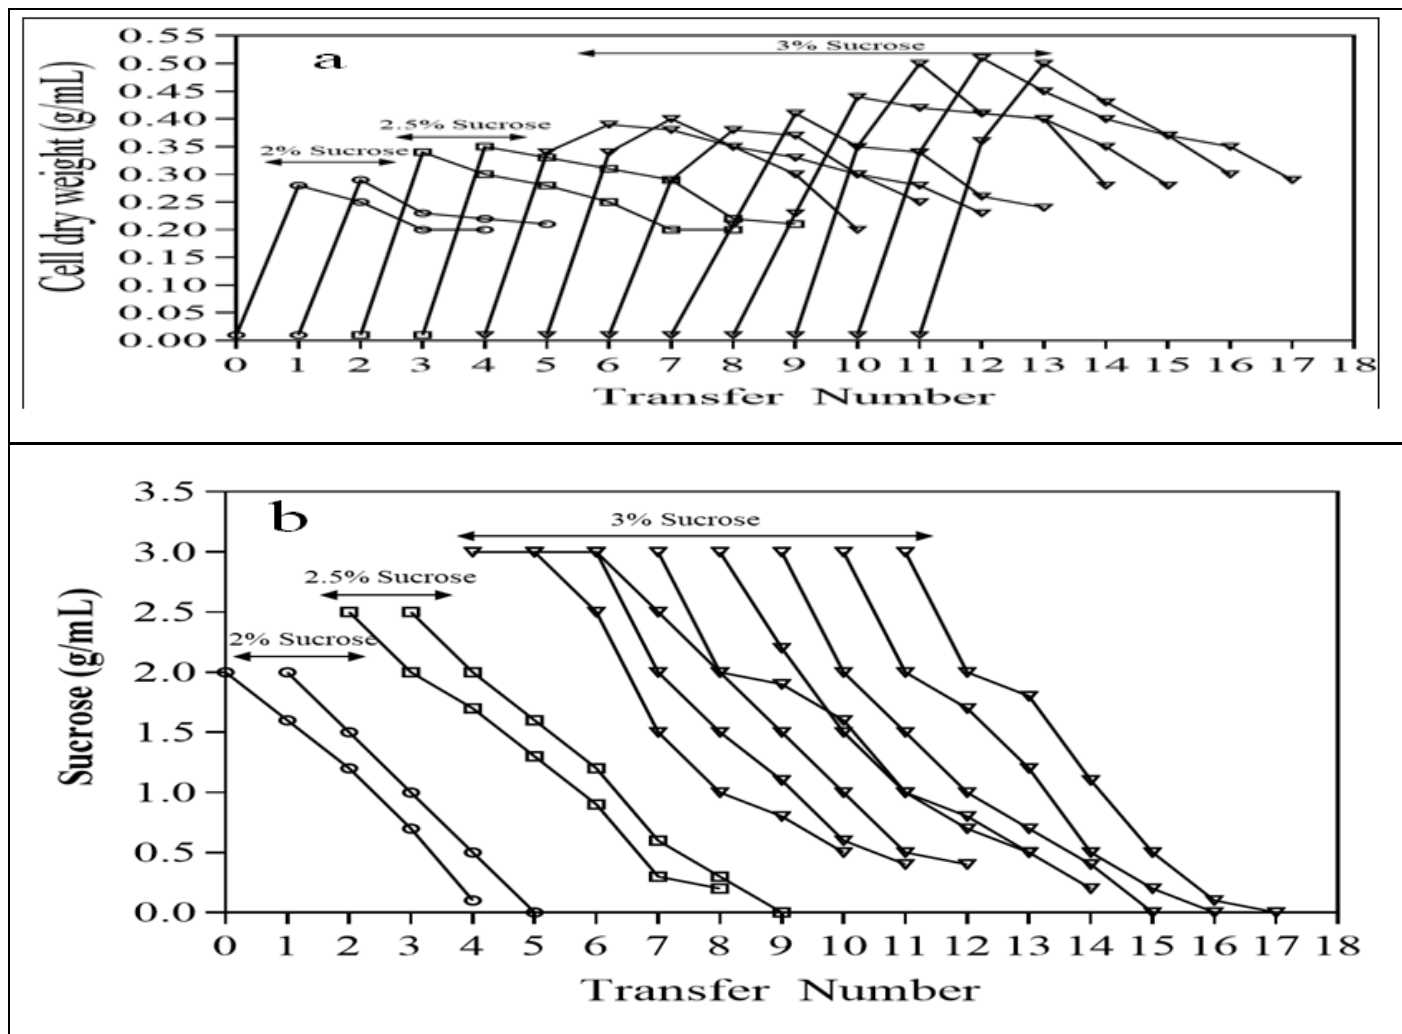 a
3% Sucrose
2.5% Sucrose
2% Sucrose
Cell dry weight (g/mL)
0.55
0.50
0.45
0.40
0.35
0.30
0.25
0.20
0.15
0.10
0.05
0.00
0 1 2 3 4 5 6 7 8 9 10 11 12 13 14 15 16 17 18
Transfer Number
b
3% Sucrose
2.5% Sucrose
2% Sucrose
Sucrose (g/mL)
3.5
3.0
2.5
2.0
1.5
1.0
0.5
0.0
0 1 2 3 4 5 6 7 8 9 10 11 12 13 14 15 16 17 18
Transfer Number